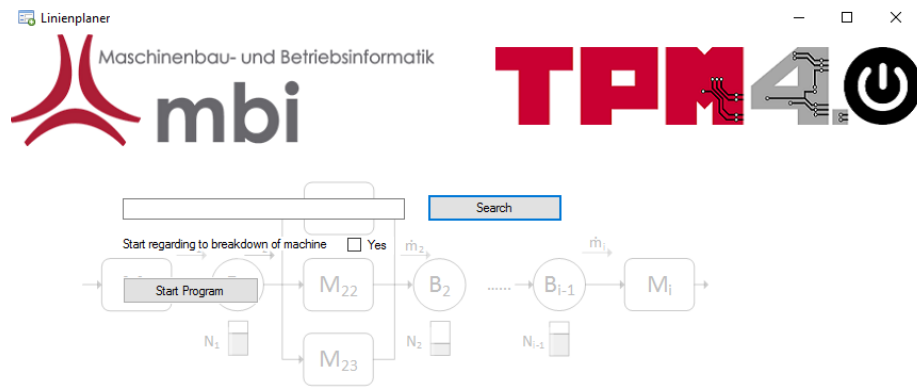 Linienplaner
Maschinenbau- und Betriebsinformatik
mbi
TPM4.0
Search
Start regarding to breakdown of machine
Yes
ṁ2
Start Program
M22
B2
......
Bi-1
ṁi
Mi
N1
N2
Ni-1
M23